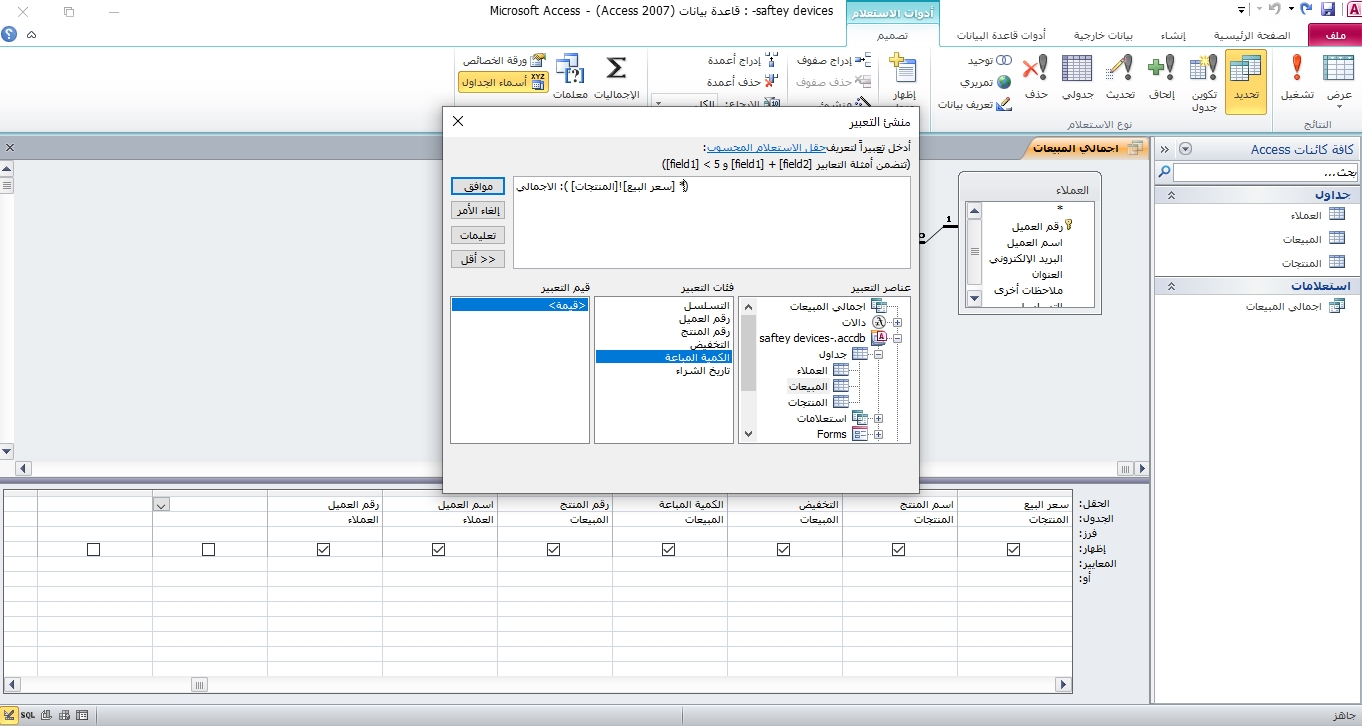 saftey devices- : قاعدة بيانات (Access 2007) - Microsoft Access
أدوات الاستعلام
ملف
الصفحة الرئيسية
إنشاء
بيانات خارجية
أدوات قاعدة البيانات
تصميم
عرض
تشغيل
النتائج
تحديد
تكوين جدول
إلحاق
تحديث
جدولي
حذف
توحيد
تمريري
تعريف بيانات
نوع الاستعلام
إظهار
إدراج صفوف
حذف صفوف
إدراج أعمدة
حذف أعمدة
الإجماليات
معلمات
ورقة الخصائص
أسماء الجداول
كافة كائنات Access
بحث...
جداول
العملاء
المبيعات
المنتجات
استعلامات
اجمالي المبيعات
اجمالي المبيعات
العملاء
*
رقم العميل
اسم العميل
البريد الإلكتروني
العنوان
ملاحظات أخرى
1
منشئ التعبير
أدخل تعبيراً لتعريف حقل الاستعلام المحسوب:
(تتضمن أمثلة التعابير [field1] + [field2] و [field1] < 5)
الاجمالي :( [المنتجات]![سعر البيع] *)
موافق
إلغاء الأمر
تعليمات
<< أقل
عناصر التعبير
فئات التعبير
قيم التعبير
اجمالي المبيعات
دالات
saftey devices-.accdb
جداول
العملاء
المبيعات
المنتجات
استعلامات
Forms
التسلسل
رقم العميل
رقم المنتج
التخفيض
الكمية المباعة
تاريخ الشراء
<قيمة>
الحقل: سعر البيع اسم المنتج التخفيض الكمية المباعة رقم المنتج اسم العميل رقم العميل
الجدول: المنتجات المنتجات المبيعات المبيعات المبيعات العملاء العملاء
فرز:
إظهار:
المعايير:
أو:
جاهز
SQL